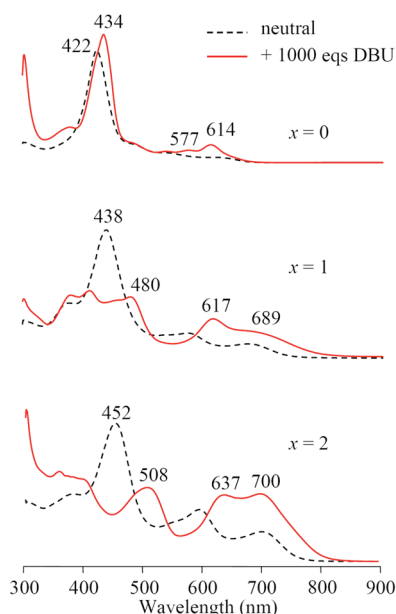 neutral
+ 1000 eqs DBU
422
434
577
614
x = 0
438
480
617
689
x = 1
452
508
637
700
x = 2
300 400 500 600 700 800 900
Wavelength (nm)